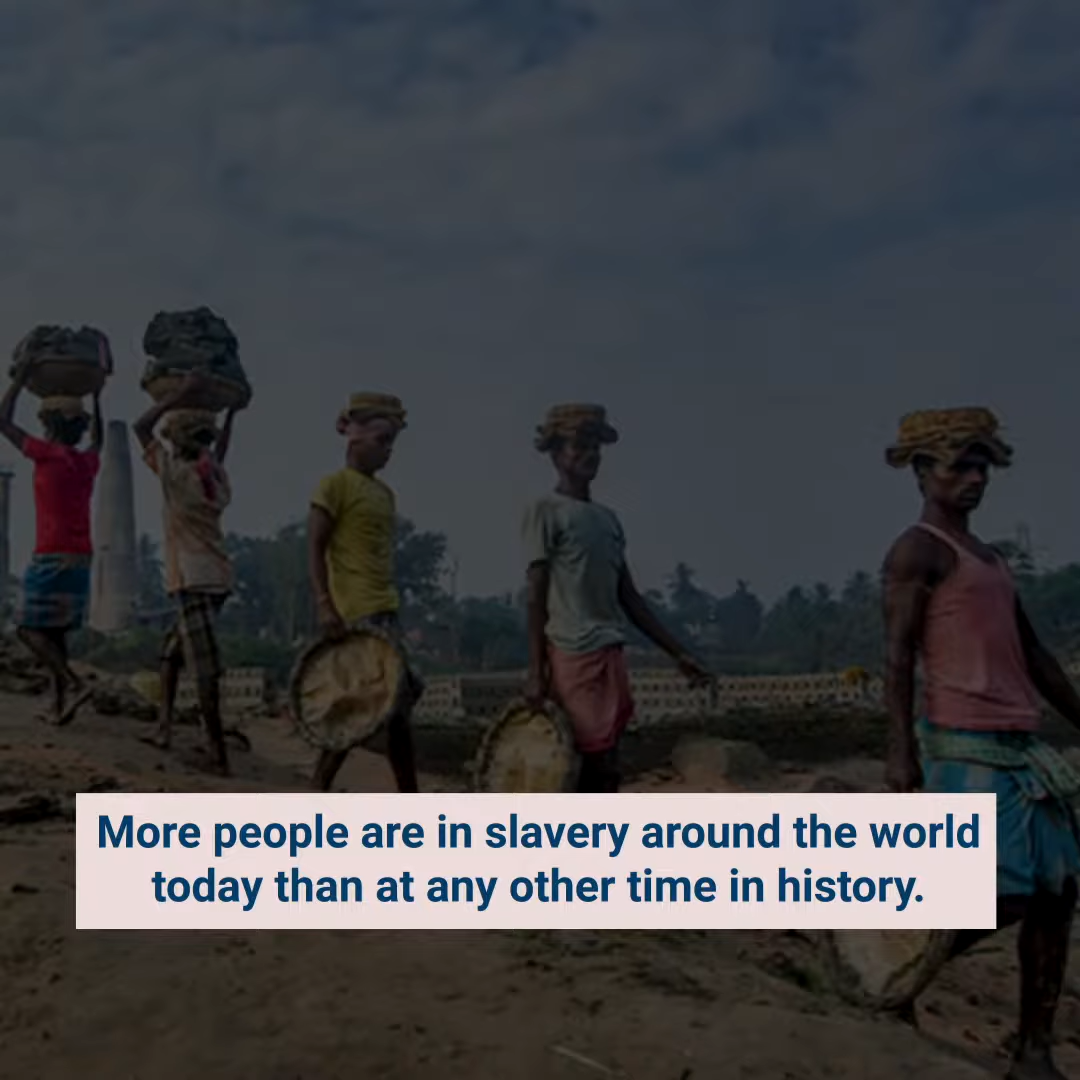 More people are in slavery around the world
today than at any other time in history.